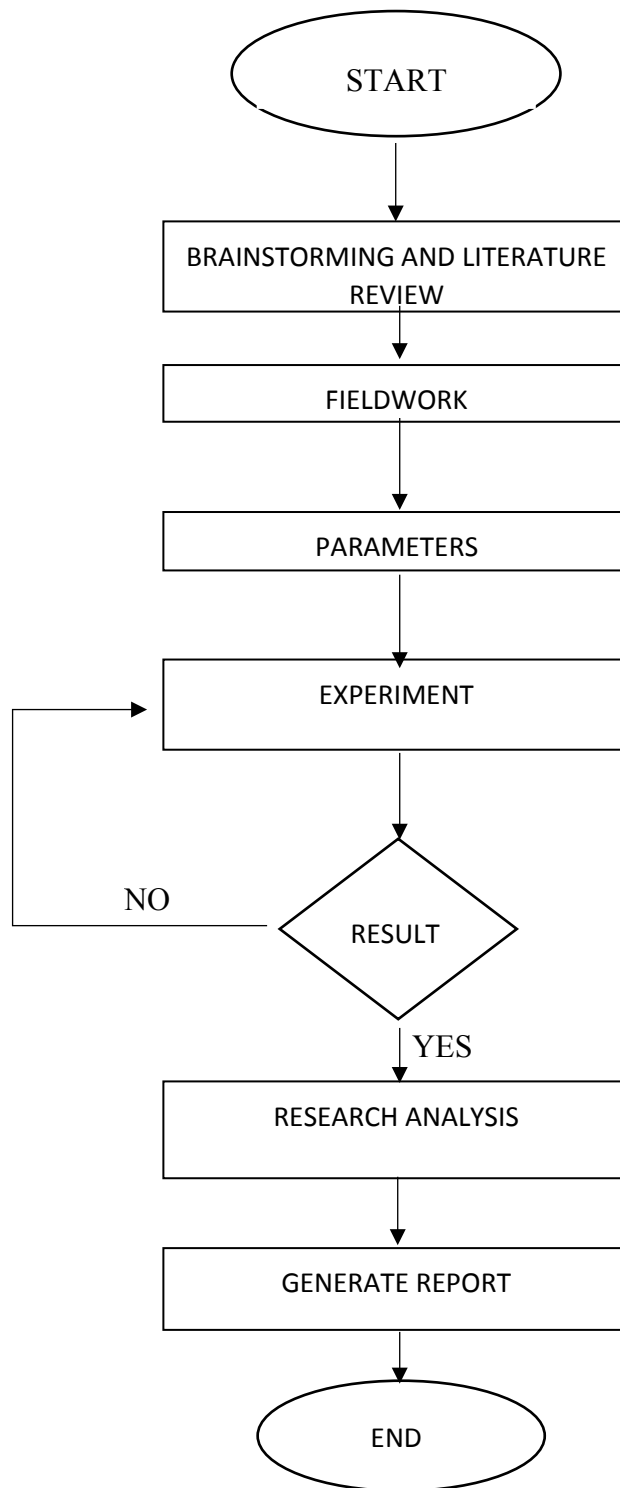 START
BRAINSTORMING AND LITERATURE
REVIEW
FIELDWORK
PARAMETERS
EXPERIMENT
NO
RESULT
YES
RESEARCH ANALYSIS
GENERATE REPORT
END